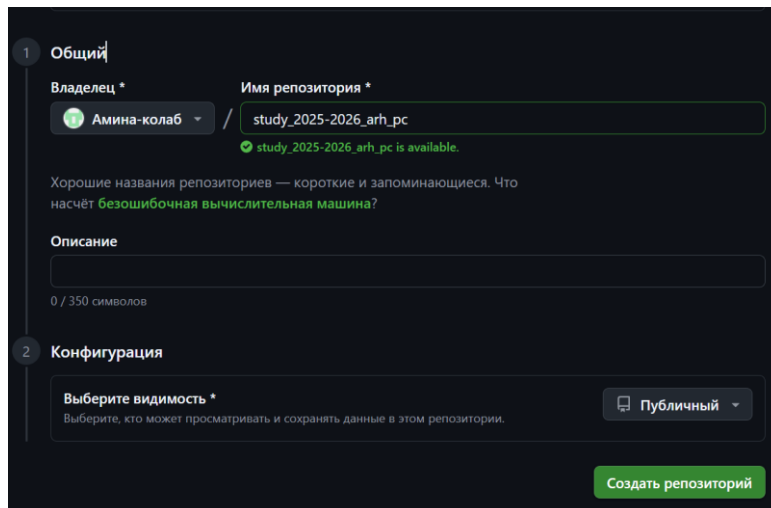 1 Общий
Владелец * Имя репозитория *
Амина-колаб / study_2025-2026_arh_pc
study_2025-2026_arh_pc is available.
Хорошие названия репозиториев — короткие и запоминающиеся. Что
насчёт безошибочная вычислительная машина?
Описание
0 / 350 символов
2 Конфигурация
Выберите видимость *
Публичный
Выберите, кто может просматривать и сохранять данные в этом репозитории.
Создать репозиторий